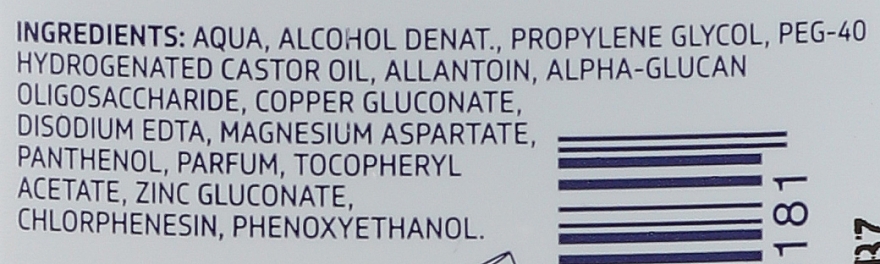 INGREDIENTS: AQUA, ALCOHOL DENAT., PROPYLENE GLYCOL, PEG-40
HYDROGENATED CASTOR OIL, ALLANTOIN, ALPHA-GLUCAN
OLIGOSACCHARIDE, COPPER GLUCONATE,
DISODIUM EDTA, MAGNESIUM ASPARTATE,
PANTHENOL, PARFUM, TOCOPHERYL
ACETATE, ZINC GLUCONATE,
CHLORPHENESIN, PHENOXYETHANOL.
181
37